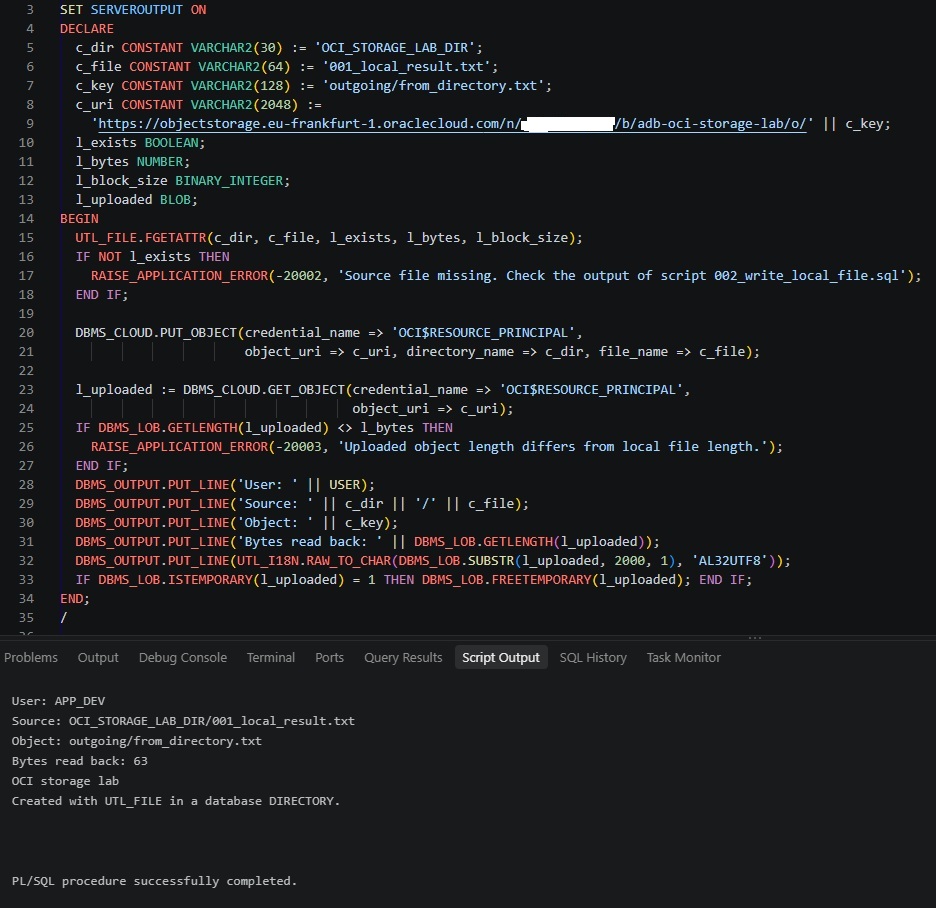 3 SET SERVEROUTPUT ON
4 DECLARE
5 c_dir CONSTANT VARCHAR2(30) := 'OCI_STORAGE_LAB_DIR';
6 c_file CONSTANT VARCHAR2(64) := '001_local_result.txt';
7 c_key CONSTANT VARCHAR2(128) := 'outgoing/from_directory.txt';
8 c_uri CONSTANT VARCHAR2(2048) :=
9 'https://objectstorage.eu-frankfurt-1.oraclecloud.com/n/ /b/adb-oci-storage-lab/o/' || c_key;
10 l_exists BOOLEAN;
11 l_bytes NUMBER;
12 l_block_size BINARY_INTEGER;
13 l_uploaded BLOB;
14 BEGIN
15 UTL_FILE.FGETATTR(c_dir, c_file, l_exists, l_bytes, l_block_size);
16 IF NOT l_exists THEN
17 RAISE_APPLICATION_ERROR(-20002, 'Source file missing. Check the output of script 002_write_local_file.sql');
18 END IF;
19
20 DBMS_CLOUD.PUT_OBJECT(credential_name => 'OCI$RESOURCE_PRINCIPAL',
21 object_uri => c_uri, directory_name => c_dir, file_name => c_file);
22
23 l_uploaded := DBMS_CLOUD.GET_OBJECT(credential_name => 'OCI$RESOURCE_PRINCIPAL',
24 object_uri => c_uri);
25 IF DBMS_LOB.GETLENGTH(l_uploaded) <> l_bytes THEN
26 RAISE_APPLICATION_ERROR(-20003, 'Uploaded object length differs from local file length.');
27 END IF;
28 DBMS_OUTPUT.PUT_LINE('User: ' || USER);
29 DBMS_OUTPUT.PUT_LINE('Source: ' || c_dir || '/' || c_file);
30 DBMS_OUTPUT.PUT_LINE('Object: ' || c_key);
31 DBMS_OUTPUT.PUT_LINE('Bytes read back: ' || DBMS_LOB.GETLENGTH(l_uploaded));
32 DBMS_OUTPUT.PUT_LINE(UTL_I18N.RAW_TO_CHAR(DBMS_LOB.SUBSTR(l_uploaded, 2000, 1), 'AL32UTF8'));
33 IF DBMS_LOB.ISTEMPORARY(l_uploaded) = 1 THEN DBMS_LOB.FREETEMPORARY(l_uploaded); END IF;
34 END;
35 /
Problems Output Debug Console Terminal Ports Query Results Script Output SQL History Task Monitor
User: APP_DEV
Source: OCI_STORAGE_LAB_DIR/001_local_result.txt
Object: outgoing/from_directory.txt
Bytes read back: 63
OCI storage lab
Created with UTL_FILE in a database DIRECTORY.
PL/SQL procedure successfully completed.